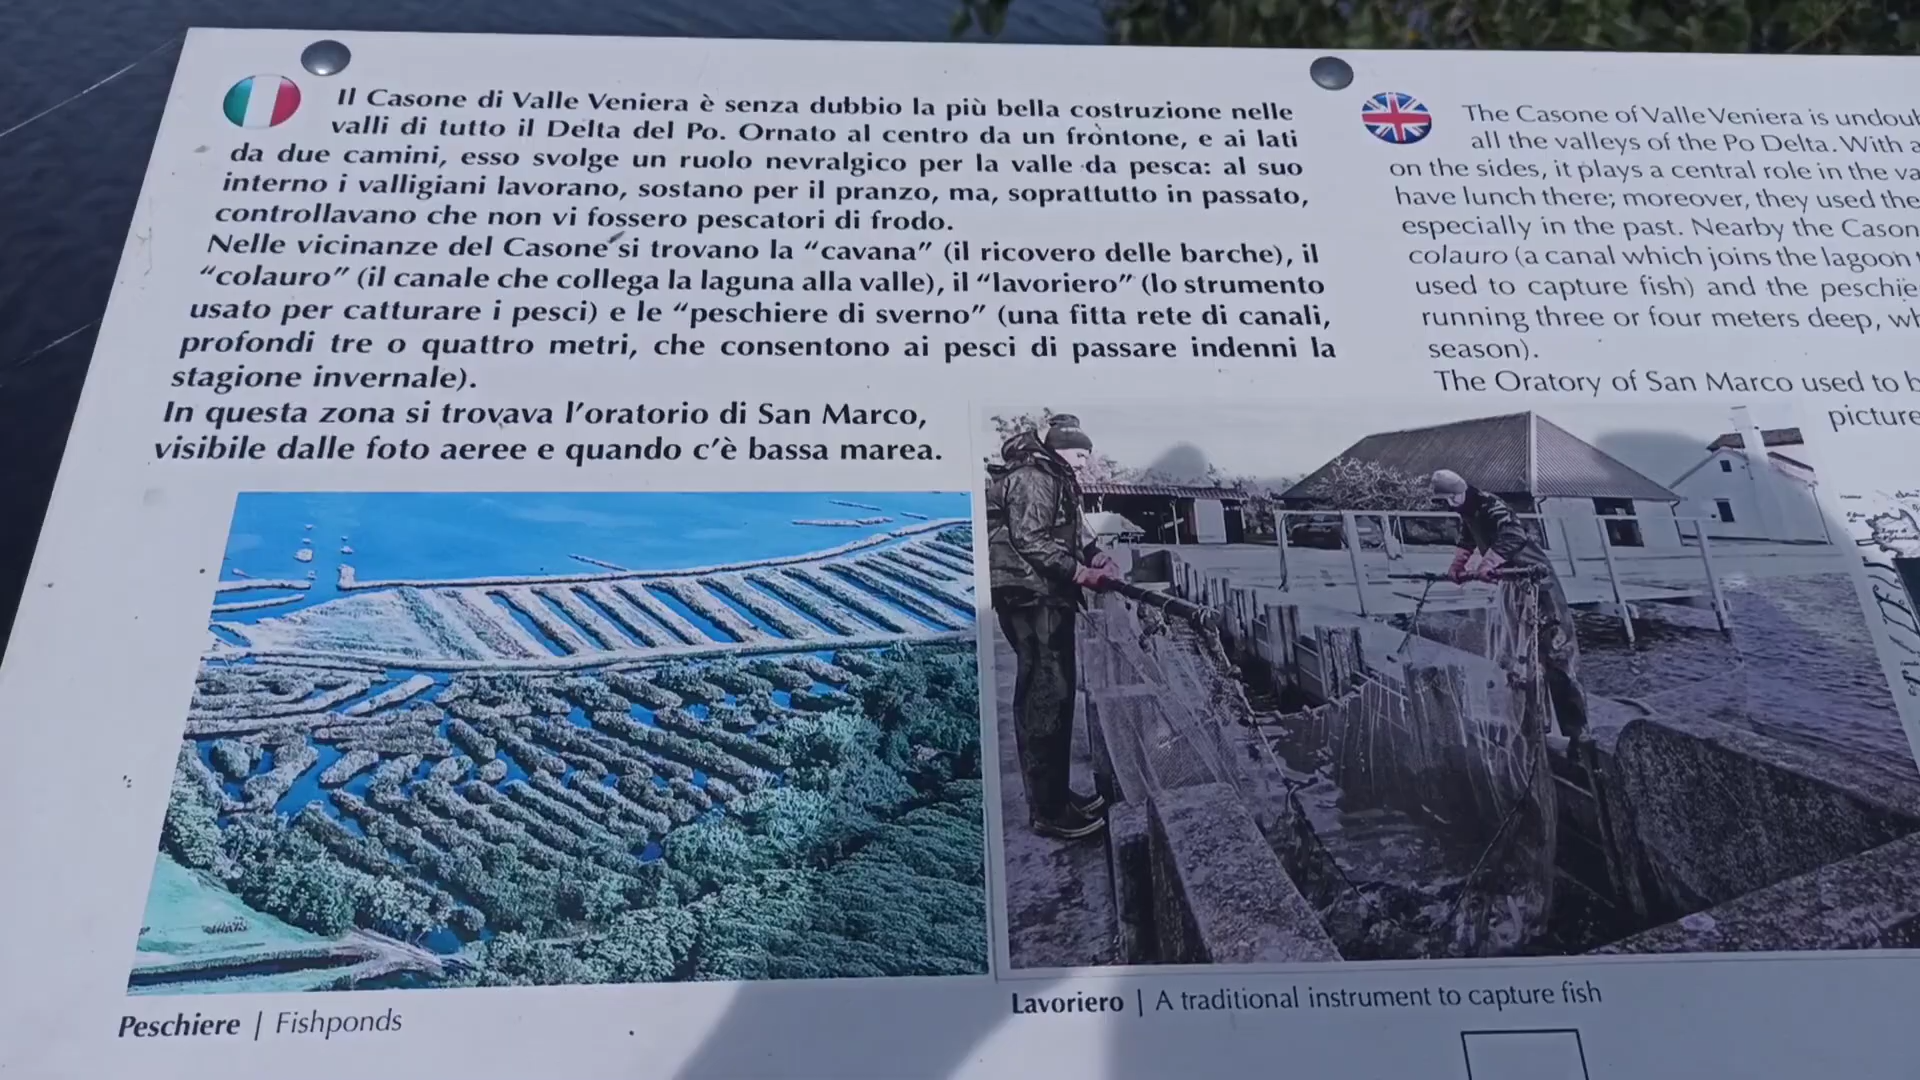 Il Casone di Valle Veniera è senza dubbio la più bella costruzione nelle
valli di tutto il Delta del Po. Ornato al centro da un frontone, e ai lati
da due camini, esso svolge un ruolo nevralgico per la valle da pesca: al suo
interno i valligiani lavorano, sostano per il pranzo, ma, soprattutto in passato,
controllavano che non vi fossero pescatori di frodo.
Nelle vicinanze del Casone si trovano la “cavana” (il ricovero delle barche), il
“colauro” (il canale che collega la laguna alla valle), il “lavoriero” (lo strumento
usato per catturare i pesci) e le “peschiere di sverno” (una fitta rete di canali,
profondi tre o quattro metri, che consentono ai pesci di passare indenni la
stagione invernale).
In questa zona si trovava l’oratorio di San Marco,
visibile dalle foto aeree e quando c’è bassa marea.
The Casone of Valle Veniera is
all the valleys of the Po Delta. With
on the sides, it plays a central role in the
have lunch there; moreover, they used
especially in the past. Nearby the
colauro (a canal which joins the lagoon
used to capture fish) and the
running three or four meters deep,
season).
The Oratory of San Marco used to
picture
Peschiere | Fishponds
Lavoriero | A traditional instrument to capture fish